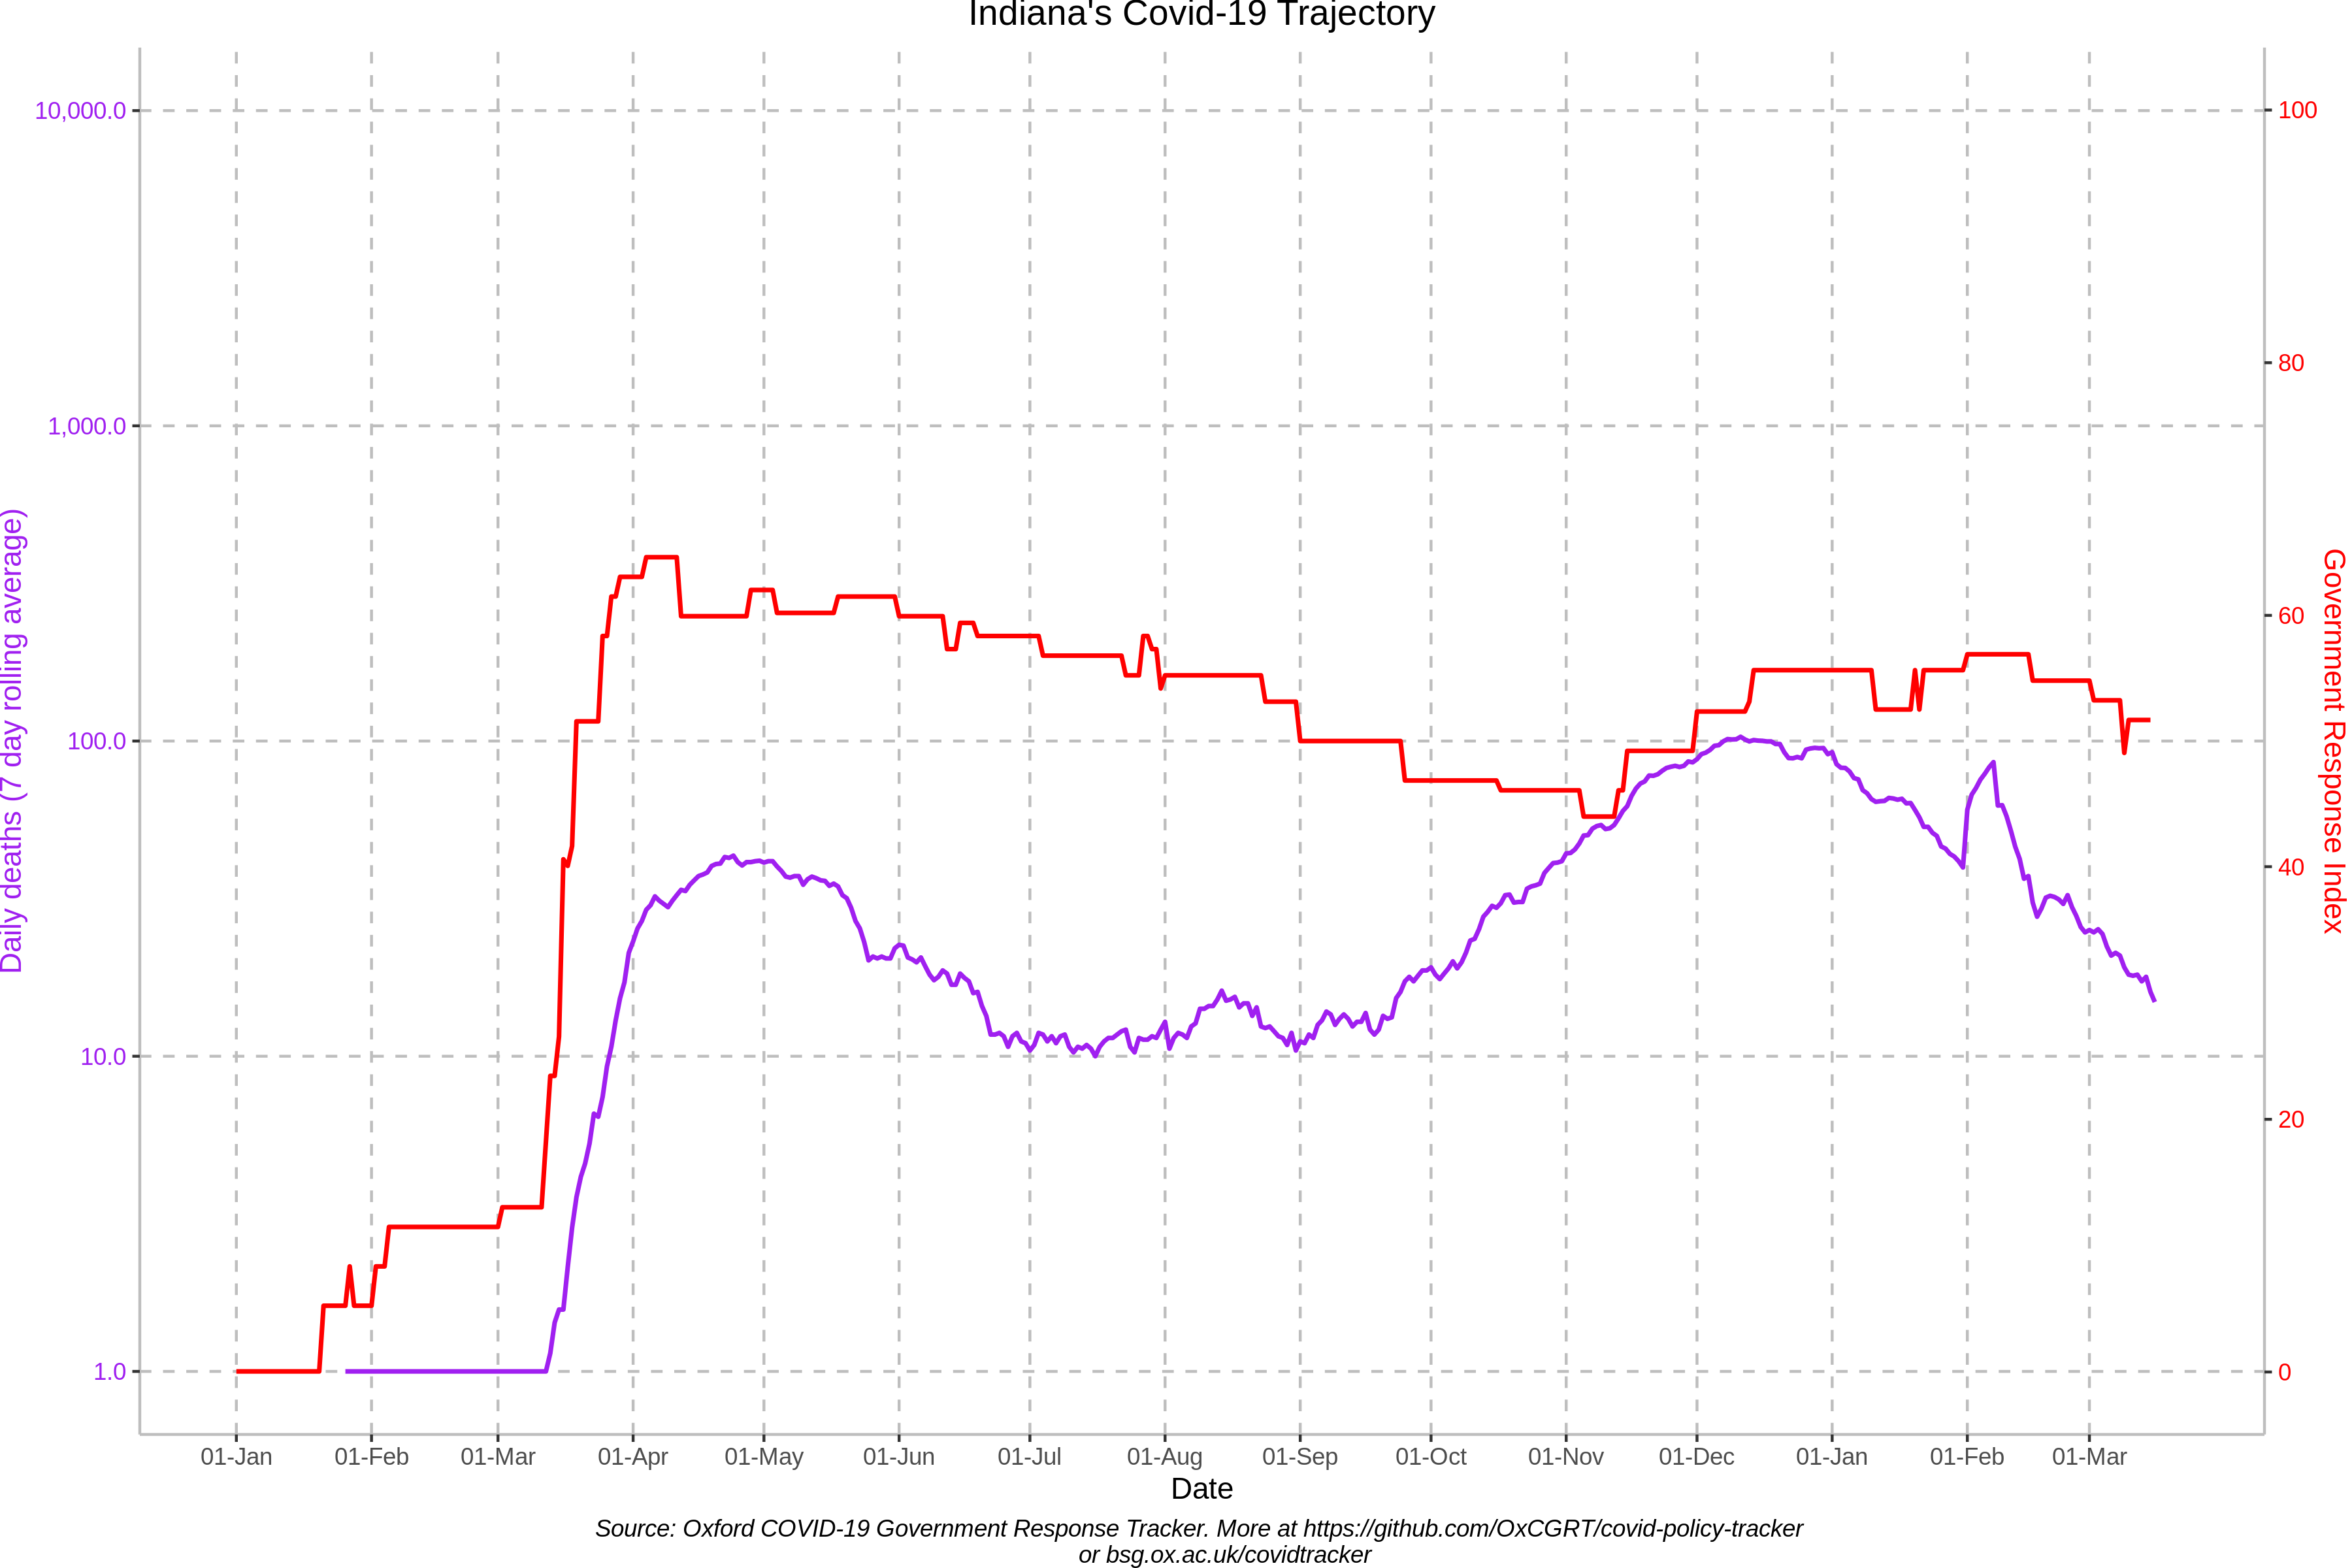 Indiana's Covid-19 Trajectory
10,000.0
1,000.0
100.0
10.0
1.0
Daily deaths (7 day rolling average)
100
80
60
40
20
0
Government Response Index
01-Jan 01-Feb 01-Mar 01-Apr 01-May 01-Jun 01-Jul 01-Aug 01-Sep 01-Oct 01-Nov 01-Dec 01-Jan 01-Feb 01-Mar
Date
Source: Oxford COVID-19 Government Response Tracker. More at https://github.com/OxCGRT/covid-policy-tracker
or bsg.ox.ac.uk/covidtracker